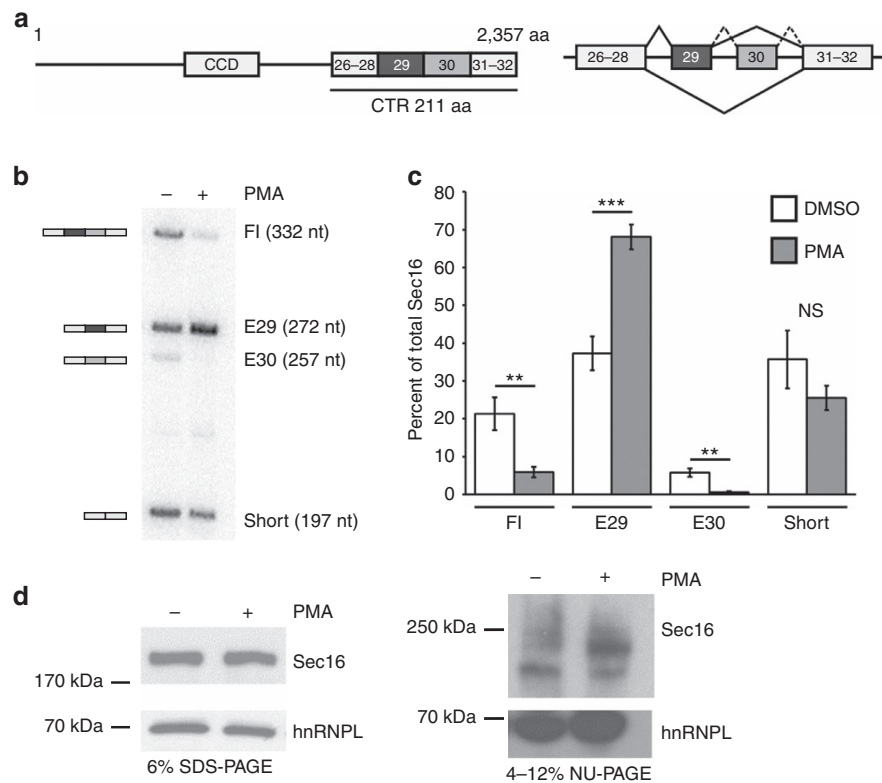 a
1
2,357 aa
CCD
26–28
29
30
31–32
CTR 211 aa
26–28
29
30
31–32
b
– + PMA
FI (332 nt)
E29 (272 nt)
E30 (257 nt)
Short (197 nt)
c
80
70
60
50
40
30
20
10
0
Percent of total Sec16
DMSO
PMA
**
***
**
NS
FI
E29
E30
Short
d
– + PMA
Sec16
170 kDa
70 kDa
hnRNPL
6% SDS-PAGE
– + PMA
250 kDa
Sec16
70 kDa
hnRNPL
4–12% NU-PAGE